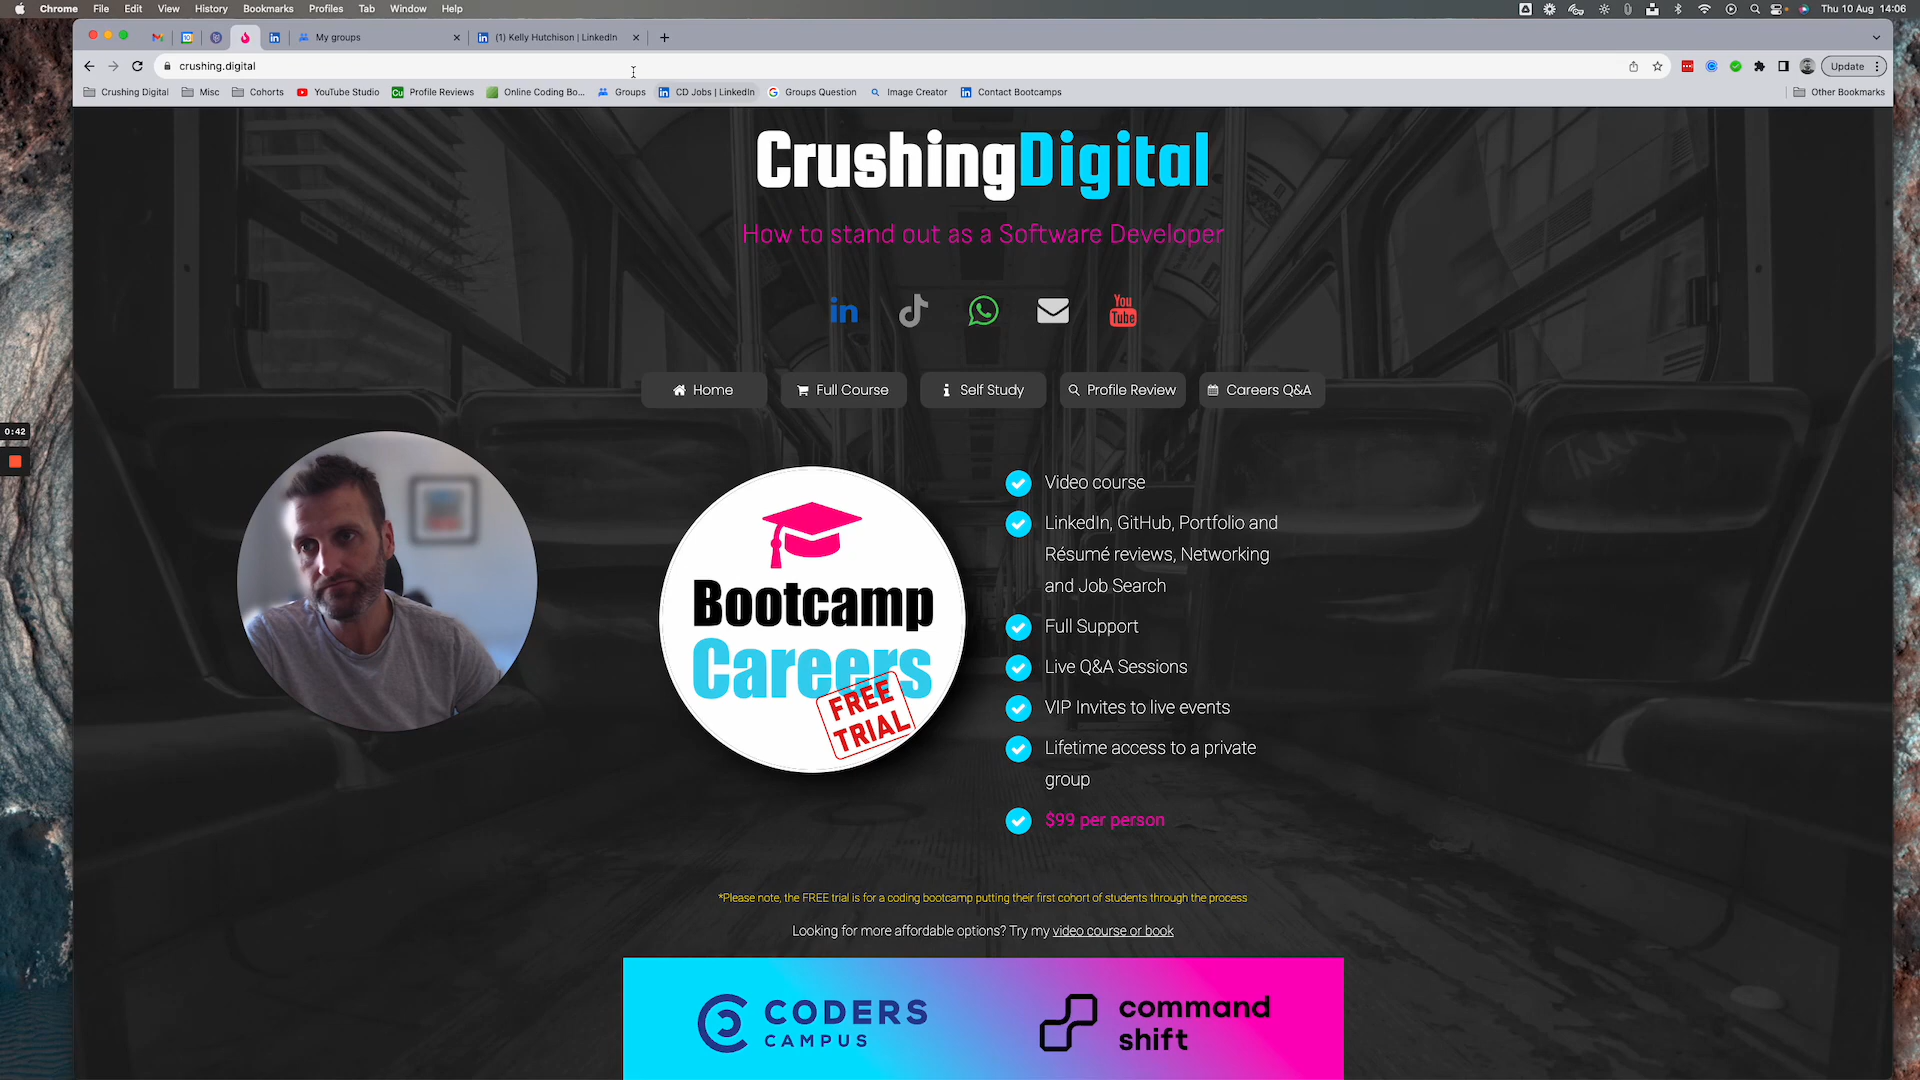 Chrome File Edit View History Bookmarks Profiles Tab Window Help Thu 10 Aug 14:06
My groups (1) Kelly Hutchison | LinkedIn
crushing.digital Update
Crushing Digital Misc Cohorts YouTube Studio Profile Reviews Online Coding Bo... Groups CD Jobs | LinkedIn Groups Question Image Creator Contact Bootcamps Other Bookmarks
CrushingDigital
How to stand out as a Software Developer
in You Tube
Home Full Course Self Study Profile Review Careers Q&A
0:42
Bootcamp
Careers
FREE
TRIAL
Video course
LinkedIn, GitHub, Portfolio and
Résumé reviews, Networking
and Job Search
Full Support
Live Q&A Sessions
VIP Invites to live events
Lifetime access to a private
group
$99 per person
*Please note, the FREE trial is for a coding bootcamp putting their first cohort of students through the process
Looking for more affordable options? Try my video course or book
CODERS
CAMPUS
command
shift